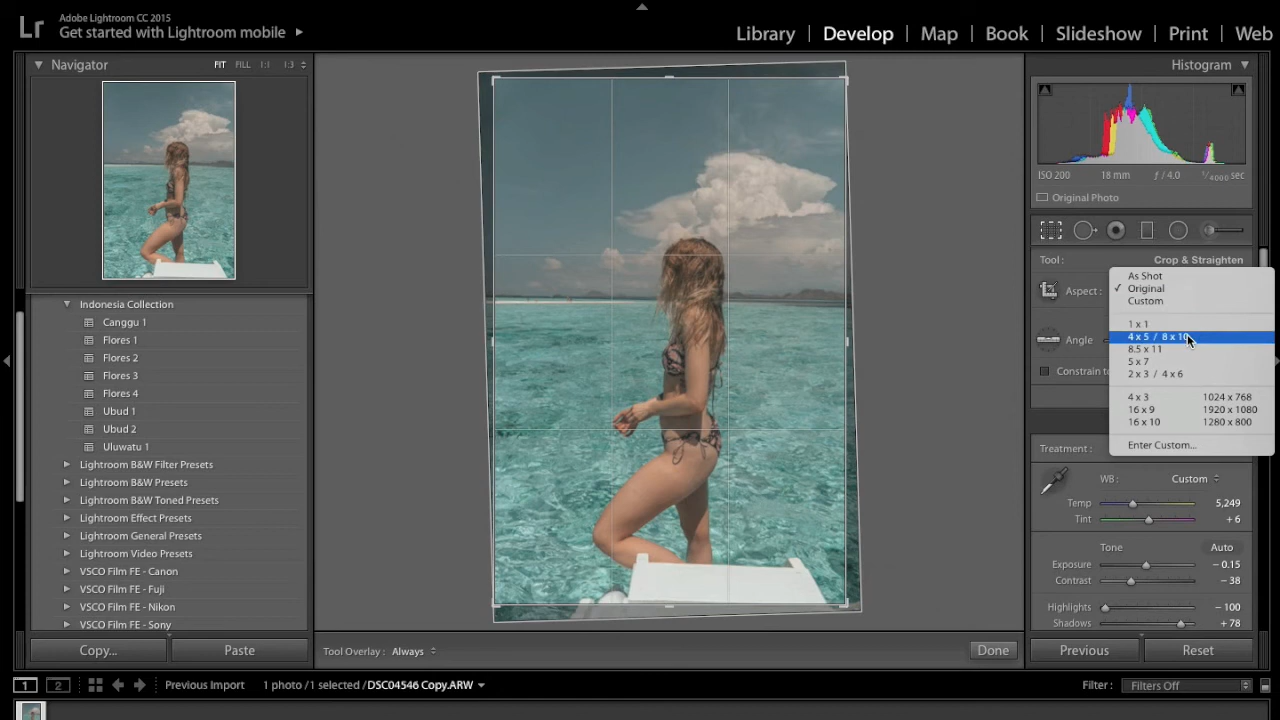 Lr
Adobe Lightroom CC 2015
Get started with Lightroom mobile
Library | Develop | Map | Book | Slideshow | Print | Web
Navigator FIT FILL 1:1 1:3
Indonesia Collection
Canggu 1
Flores 1
Flores 2
Flores 3
Flores 4
Ubud 1
Ubud 2
Uluwatu 1
Lightroom B&W Filter Presets
Lightroom B&W Presets
Lightroom B&W Toned Presets
Lightroom Effect Presets
Lightroom General Presets
Lightroom Video Presets
VSCO Film FE - Canon
VSCO Film FE - Fuji
VSCO Film FE - Nikon
VSCO Film FE - Sony
Copy... Paste
Tool Overlay: Always Done
Histogram
ISO 200 18 mm ƒ / 4.0 1/4000 sec
Original Photo
Tool: Crop & Straighten
Aspect:
As Shot
✓ Original
Custom
1 x 1
4 x 5 / 8 x 10
8.5 x 11
5 x 7
2 x 3 / 4 x 6
4 x 3 1024 x 768
16 x 9 1920 x 1080
16 x 10 1280 x 800
Enter Custom...
Angle
Constrain to
Treatment:
WB: Custom
Temp 5,249
Tint + 6
Tone Auto
Exposure − 0.15
Contrast − 38
Highlights − 100
Shadows + 78
Previous Reset
1 2 Previous Import 1 photo / 1 selected / DSC04546 Copy.ARW Filter: Filters Off